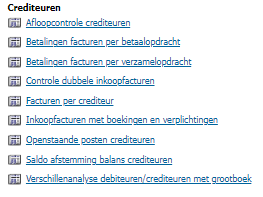 Crediteuren
Afloopcontrole crediteuren
Betalingen facturen per betaalopdracht
Betalingen facturen per verzamelopdracht
Controle dubbele inkoopfacturen
Facturen per crediteur
Inkoopfacturen met boekingen en verplichtingen
Openstaande posten crediteuren
Saldo afstemming balans crediteuren
Verschillenanalyse debiteuren/crediteuren met grootboek